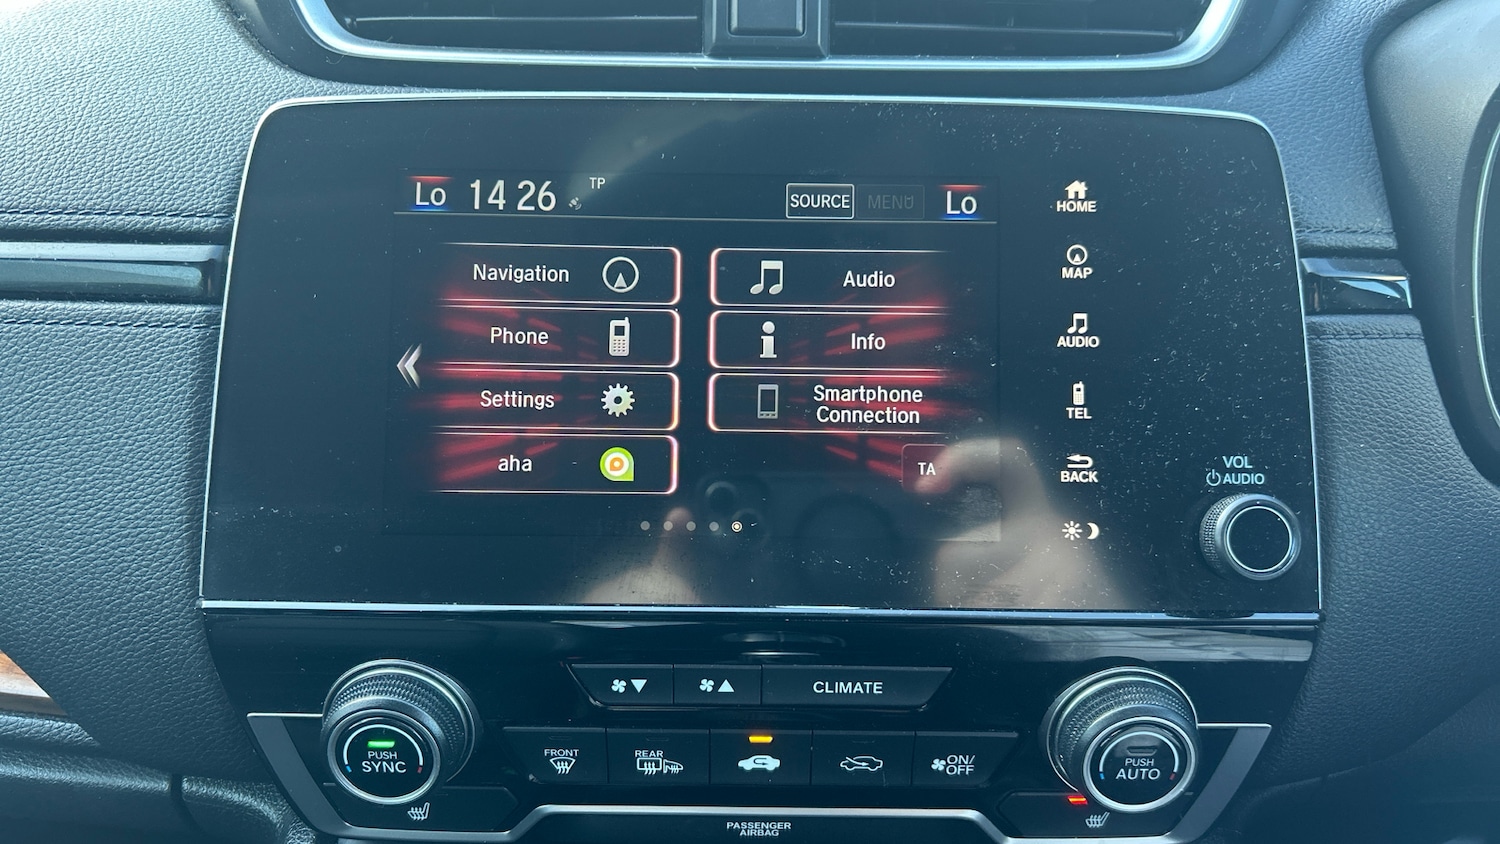 Lo 14 26 TP SOURCE MENU Lo
Navigation
Audio
Phone
Info
Settings
Smartphone
Connection
aha
TA
HOME
MAP
AUDIO
TEL
BACK
VOL
AUDIO
CLIMATE
PUSH
SYNC
FRONT
REAR
ON/
OFF
PUSH
AUTO
PASSENGER
AIRBAG